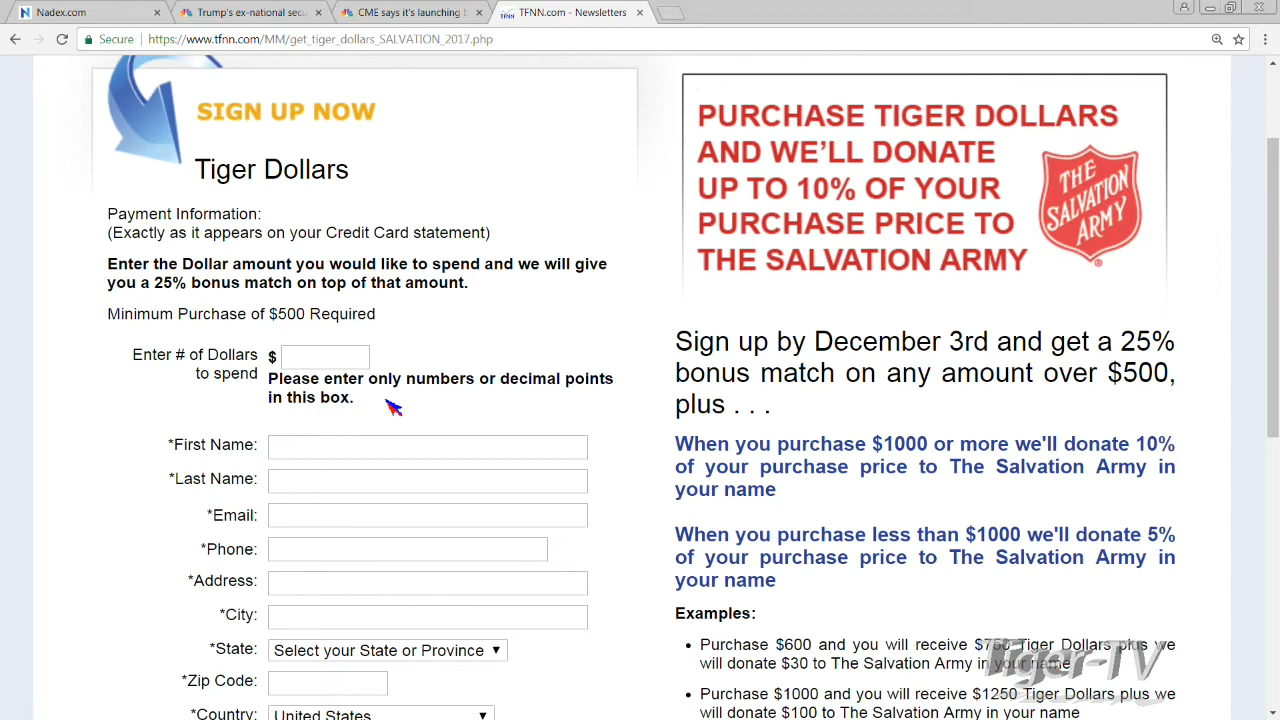 Nadex.com
Trump's ex-national secu
CME says it's launching b
TFNN.com - Newsletters
Secure
https://www.tfnn.com/MM/get_tiger_dollars_SALVATION_2017.php
SIGN UP NOW
Tiger Dollars
Payment Information:
(Exactly as it appears on your Credit Card statement)
Enter the Dollar amount you would like to spend and we will give
you a 25% bonus match on top of that amount.
Minimum Purchase of $500 Required
Enter # of Dollars
to spend
$
Please enter only numbers or decimal points
in this box.
*First Name:
*Last Name:
*Email:
*Phone:
*Address:
*City:
*State:
Select your State or Province
*Zip Code:
*Country:
United States
PURCHASE TIGER DOLLARS
AND WE'LL DONATE
UP TO 10% OF YOUR
PURCHASE PRICE TO
THE SALVATION ARMY
THE
SALVATION
ARMY
Sign up by December 3rd and get a 25%
bonus match on any amount over $500,
plus . . .
When you purchase $1000 or more we'll donate 10%
of your purchase price to The Salvation Army in
your name
When you purchase less than $1000 we'll donate 5%
of your purchase price to The Salvation Army in
your name
Examples:
Purchase $600 and you will receive $750 Tiger Dollars plus we
will donate $30 to The Salvation Army in your name
Purchase $1000 and you will receive $1250 Tiger Dollars plus we
will donate $100 to The Salvation Army in your name
Tiger-TV